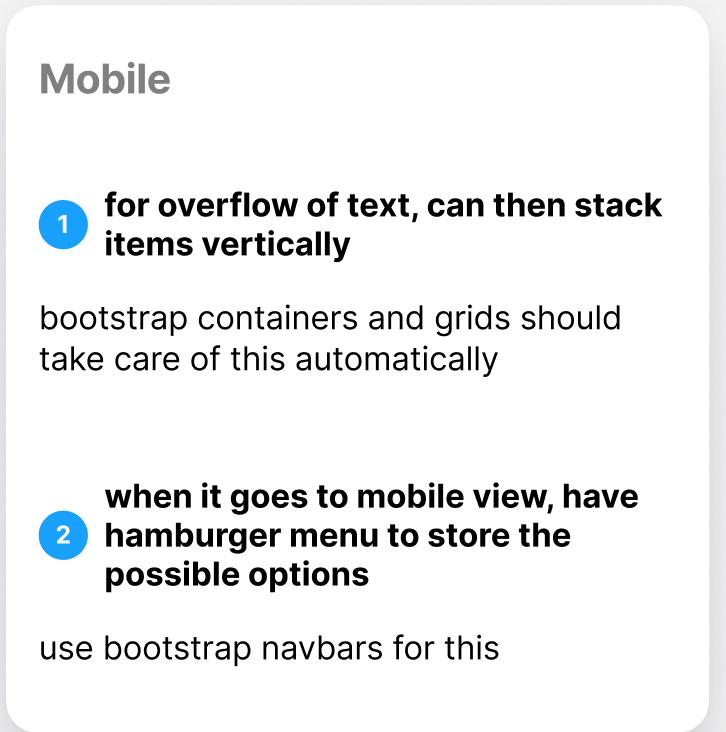 Mobile
1
for overflow of text, can then stack
items vertically
bootstrap containers and grids should
take care of this automatically
2
when it goes to mobile view, have
hamburger menu to store the
possible options
use bootstrap navbars for this